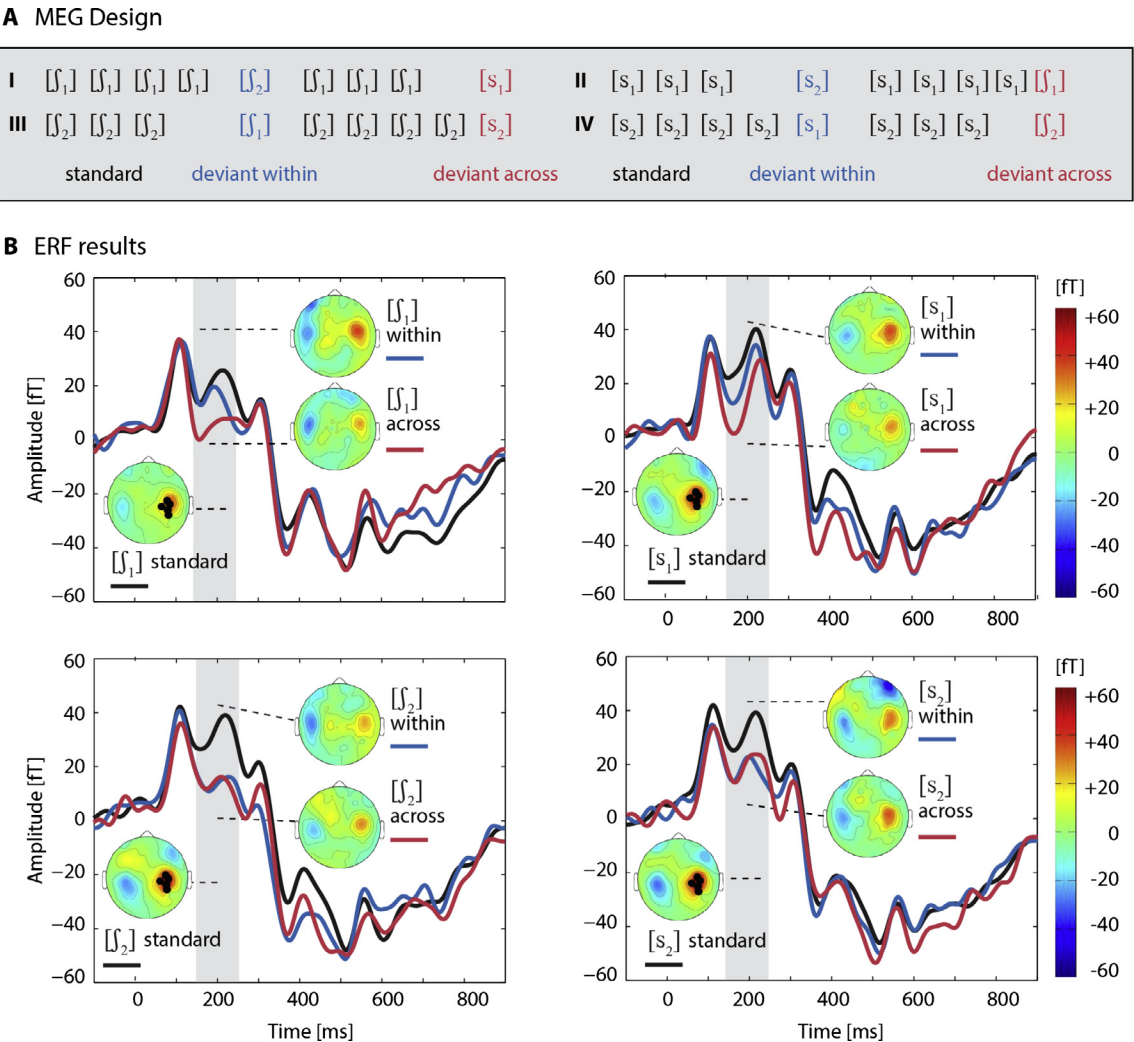 A MEG Design
I [ʃ1] [ʃ1] [ʃ1] [ʃ1] [ʃ2] [ʃ1] [ʃ1] [ʃ1] [s1] II [s1] [s1] [s1] [s2] [s1] [s1] [s1] [s1] [ʃ1]
III [ʃ2] [ʃ2] [ʃ2] [ʃ1] [ʃ2] [ʃ2] [ʃ2] [ʃ2] [s2] IV [s2] [s2] [s2] [s2] [s1] [s2] [s2] [s2] [ʃ2]
standard deviant within deviant across standard deviant within deviant across
B ERF results
60
40
20
0
−20
−40
−60
Amplitude [fT]
[ʃ1]
within
[ʃ1]
across
[ʃ1] standard
60
40
20
0
−20
−40
−60
[s1]
within
[s1]
across
[s1] standard
0 200 400 600 800
[fT]
+60
+40
+20
0
-20
-40
-60
60
40
20
0
−20
−40
−60
Amplitude [fT]
[ʃ2]
within
[ʃ2]
across
[ʃ2] standard
0 200 400 600 800
Time [ms]
60
40
20
0
−20
−40
−60
[s2]
within
[s2]
across
[s2] standard
0 200 400 600 800
Time [ms]
[fT]
+60
+40
+20
0
-20
-40
-60